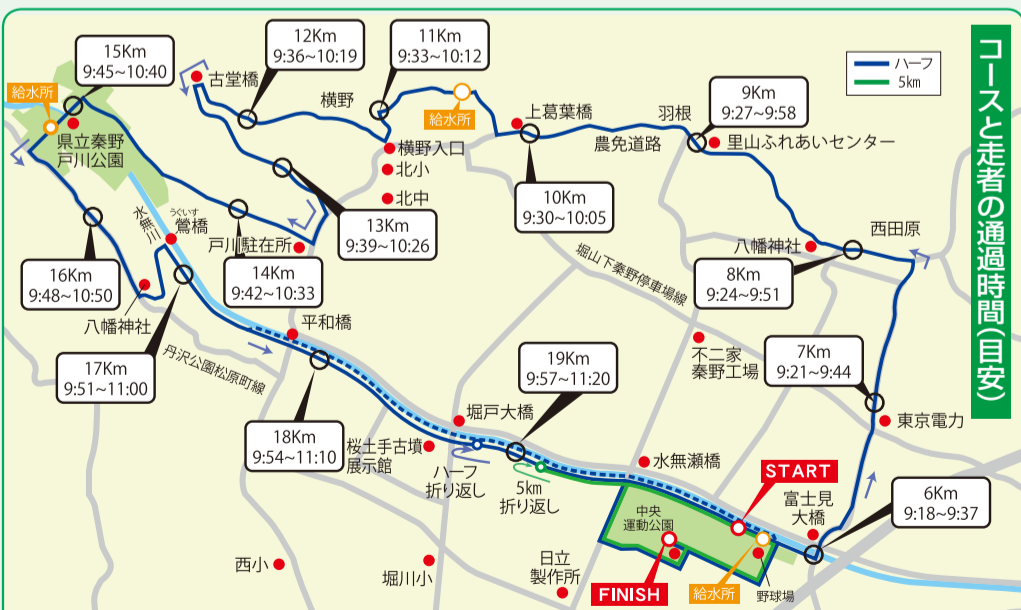 コースと走者の通過時間(目安)
ハーフ
5km
15Km
9:45~10:40
給水所
県立秦野
戸川公園
古堂橋
12Km
9:36~10:19
横野
11Km
9:33~10:12
給水所
横野入口
北小
北中
上葛葉橋
農免道路
羽根
9Km
9:27~9:58
里山ふれあいセンター
10Km
9:30~10:05
13Km
9:39~10:26
14Km
9:42~10:33
戸川駐在所
水無川
うぐいす
鶯橋
16Km
9:48~10:50
八幡神社
17Km
9:51~11:00
丹沢公園松原町線
平和橋
堀山下秦野停車場線
八幡神社
西田原
8Km
9:24~9:51
不二家
秦野工場
7Km
9:21~9:44
東京電力
18Km
9:54~11:10
19Km
9:57~11:20
堀戸大橋
桜土手古墳
展示館
ハーフ
折り返し
5km
折り返し
水無瀬橋
START
富士見
大橋
6Km
9:18~9:37
中央
運動公園
FINISH
給水所
野球場
日立
製作所
西小
堀川小